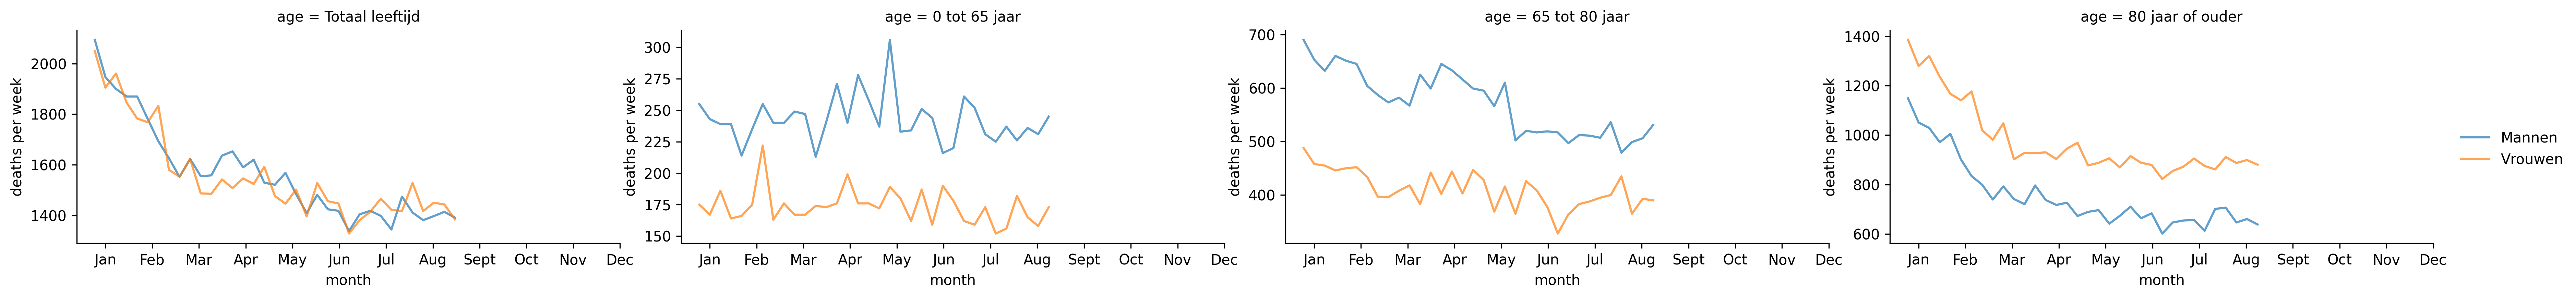 age = Totaal leeftijd
deaths per week
2000
1800
1600
1400
Jan Feb Mar Apr May Jun Jul Aug Sept Oct Nov Dec
month
age = 0 tot 65 jaar
deaths per week
300
275
250
225
200
175
150
Jan Feb Mar Apr May Jun Jul Aug Sept Oct Nov Dec
month
age = 65 tot 80 jaar
deaths per week
700
600
500
400
Jan Feb Mar Apr May Jun Jul Aug Sept Oct Nov Dec
month
age = 80 jaar of ouder
deaths per week
1400
1200
1000
800
600
Jan Feb Mar Apr May Jun Jul Aug Sept Oct Nov Dec
month
Mannen
Vrouwen